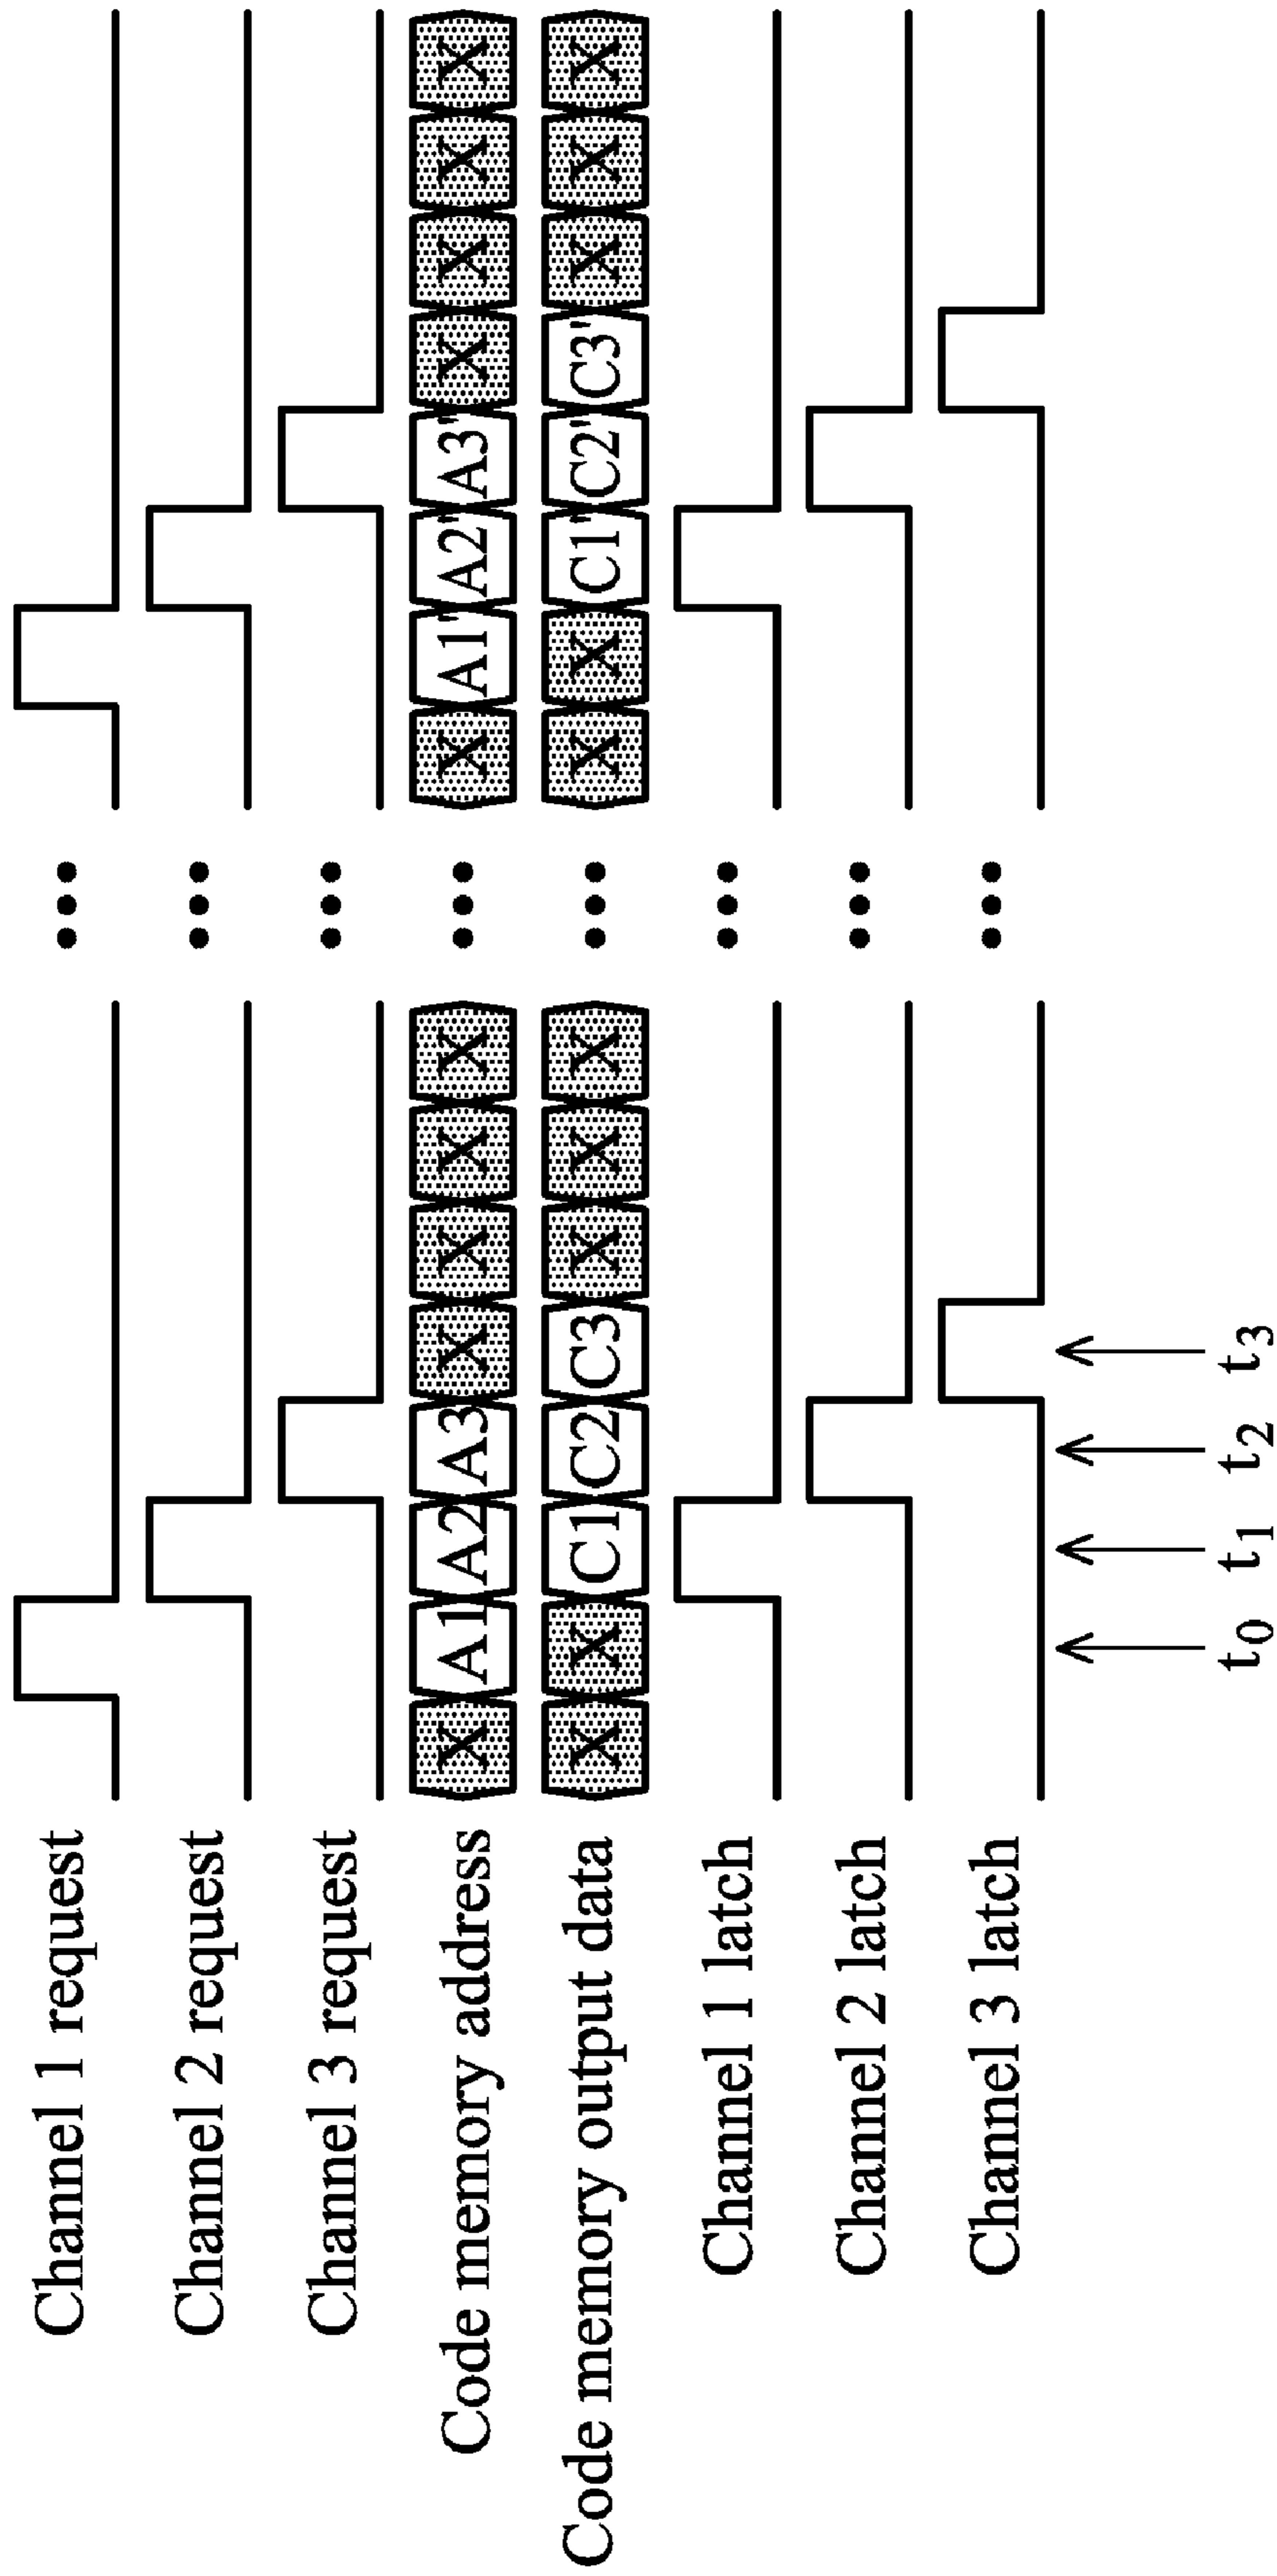 Channel 1 request
Channel 2 request
Channel 3 request
Code memory address X A1 A2 A3 X X X X X A1' A2' A3' X X X X
Code memory output data X X C1 C2 C3 X X X X X C1' C2' C3' X X X
Channel 1 latch
Channel 2 latch
Channel 3 latch
t0 t1 t2 t3